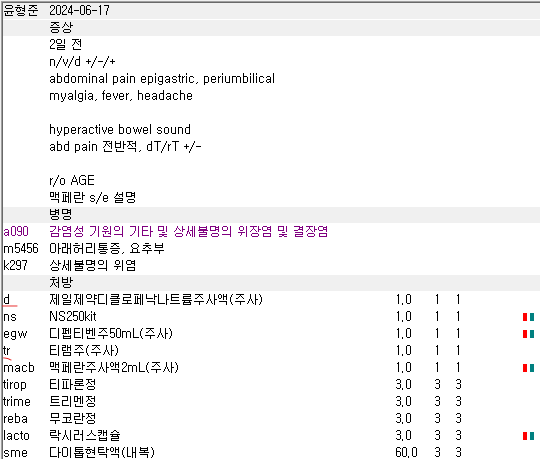 윤형준 2024-06-17
증상
2일 전
n/v/d +/-/+
abdominal pain epigastric, periumbilical
myalgia, fever, headache
hyperactive bowel sound
abd pain 전반적, dT/rT +/-
r/o AGE
맥페란 s/e 설명
병명
a090 감염성 기원의 기타 및 상세불명의 위장염 및 결장염
m5456 아래허리통증, 요추부
k297 상세불명의 위염
처방
d 제일제약디클로페낙나트륨주사액(주사) 1.0 1 1
ns NS250kit 1.0 1 1
egw 디펩티벤주50mL(주사) 1.0 1 1
tr 티램주(주사) 1.0 1 1
macb 맥페란주사액2mL(주사) 1.0 1 1
tirop 티파론정 3.0 3 3
trime 트리멘정 3.0 3 3
reba 무코란정 3.0 3 3
lacto 락시러스캡슐 3.0 3 3
sme 다이톱현탁액(내복) 60.0 3 3